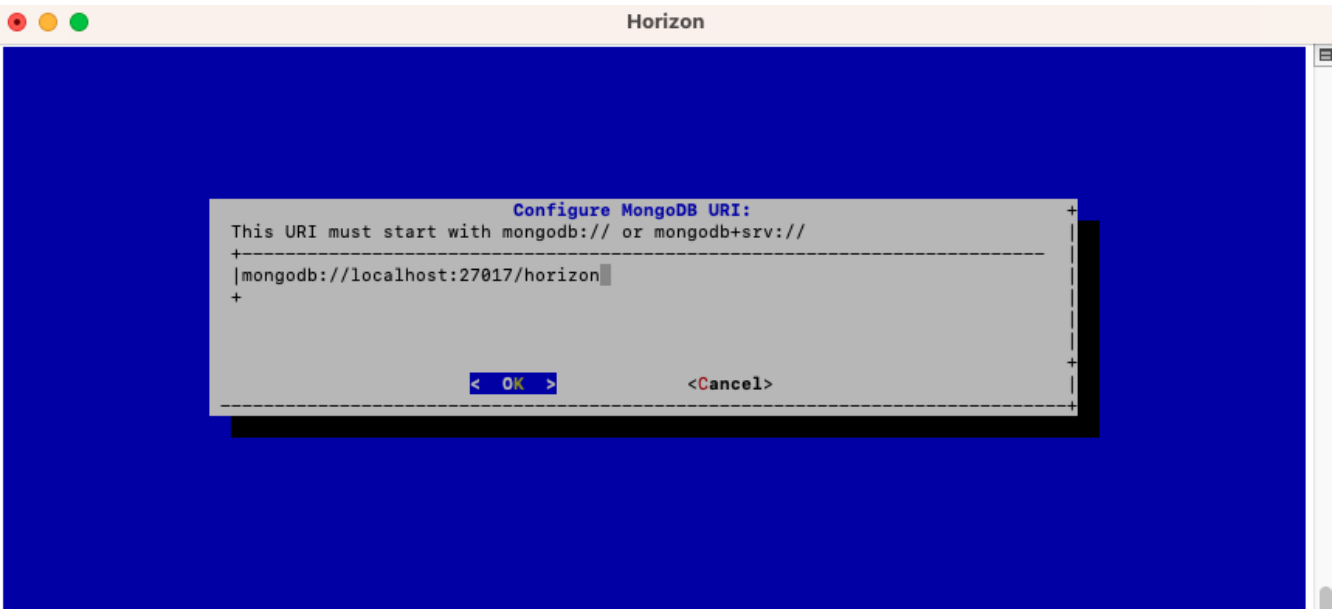 Horizon
Configure MongoDB URI:
This URI must start with mongodb:// or mongodb+srv://
mongodb://localhost:27017/horizon
< OK > <Cancel>